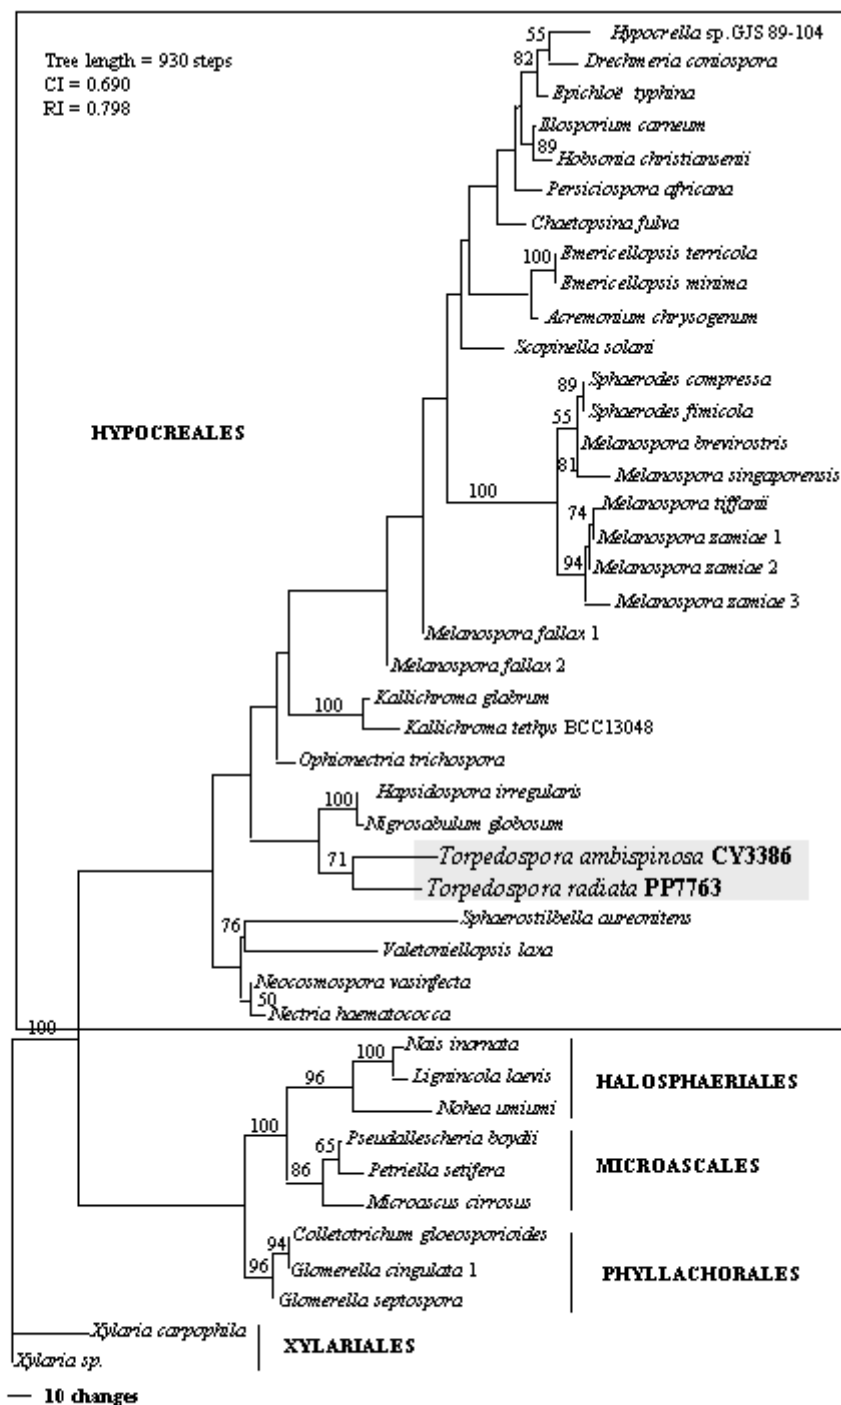 55
Hypocrella sp.GJS 89-104
Tree length = 930 steps
82
Drechmeria coniospora
CI = 0.690
Epichloë typhina
RI = 0.798
Illosporium carneum
89
Hobsonia christiansenii
Persiciospora africana
Chaetopsina fulva
100
Emericellopsis terricola
Emericellopsis minima
Acremonium chrysogenum
Scopinella solani
89
Sphaerodes compressa
55
Sphaerodes fimicola
HYPOCREALES
Melanospora brevirostris
81
Melanospora singaporensis
100
74
Melanospora tiffanii
Melanospora zamiae 1
94
Melanospora zamiae 2
Melanospora zamiae 3
Melanospora fallax 1
Melanospora fallax 2
Kallichroma glabrum
100
Kallichroma tethys BCC13048
Ophionectria trichospora
Hapsidospora irregularis
100
Nigrosabulum globosum
71
Torpedospora ambispinosa CY3386
Torpedospora radiata PP7763
76
Sphaerostilbella aureonitens
Valetoniellopsis laxa
Neocosmospora vasinfecta
50
Nectria haematococca
100
Nais inornata
100
96
Lignincola laevis
HALOSPHAERIALES
Nohea umiumi
100
65
Pseudallescheria boydii
86
Petriella setifera
MICROASCALES
Microascus cirrosus
94
Colletotrichum gloeosporioides
96
Glomerella cingulata 1
PHYLLACHORALES
Glomerella septospora
Xylaria carpophila
XYLARIALES
Xylaria sp.
10 changes